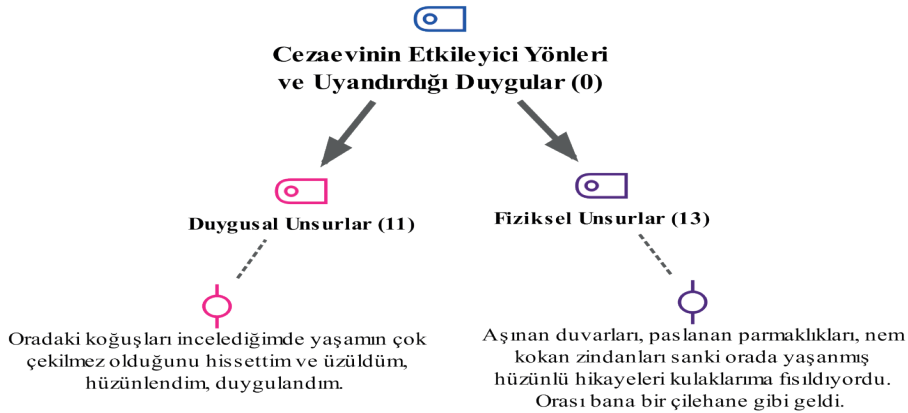 Cezaevinin Etkileyici Yönleri
ve Uyandırdığı Duygular (0)
Duygusal Unsurlar (11)
Fiziksel Unsurlar (13)
Oradaki koğuşları incelediğimde yaşamın çok
çekilmez olduğunu hissettim ve üzüldüm,
hüzünlendim, duygulandım.
Aşınan duvarları, paslanan parmaklıkları, nem
kokan zindanları sanki orada yaşanmış
hüzünlü hikayeleri kulaklarıma fısıldıyordu.
Orası bana bir çilehane gibi geldi.